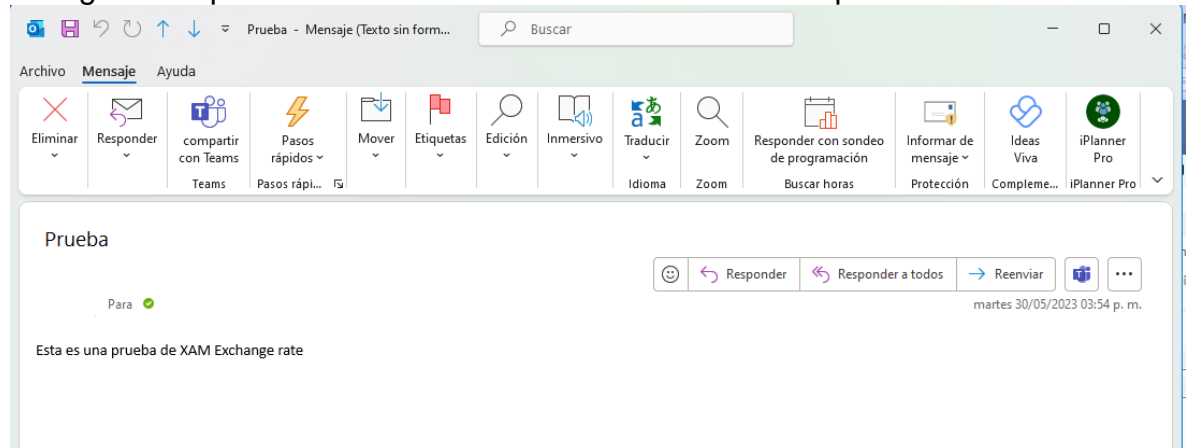 Prueba - Mensaje (Texto sin form...
Buscar
Archivo Mensaje Ayuda
Eliminar
Responder
compartir
con Teams
Pasos
rápidos
Mover
Etiquetas
Edición
Inmersivo
Traducir
Zoom
Responder con sondeo
de programación
Informar de
mensaje
Ideas
Viva
iPlanner
Pro
Teams
Pasos rápi...
Idioma
Zoom
Buscar horas
Protección
Compleme...
iPlanner Pro
Prueba
Responder
Responder a todos
Reenviar
Para
martes 30/05/2023 03:54 p. m.
Esta es una prueba de XAM Exchange rate